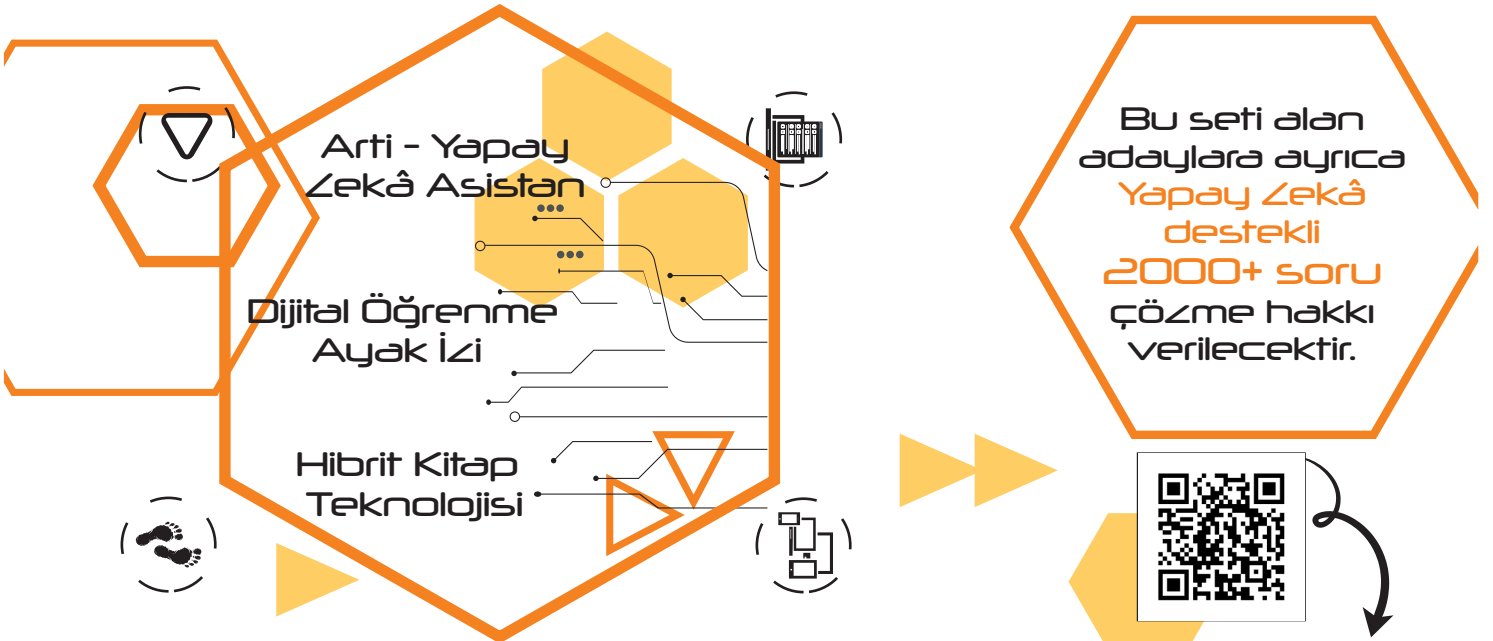 Arti - Yapay
Zekâ Asistan
Dijital Öğrenme
Ayak İzi
Hibrit Kitap
Teknolojisi
Bu seti alan
adaylara ayrıca
Yapay Zekâ
destekli
2000+ soru
çözme hakkı
verilecektir.